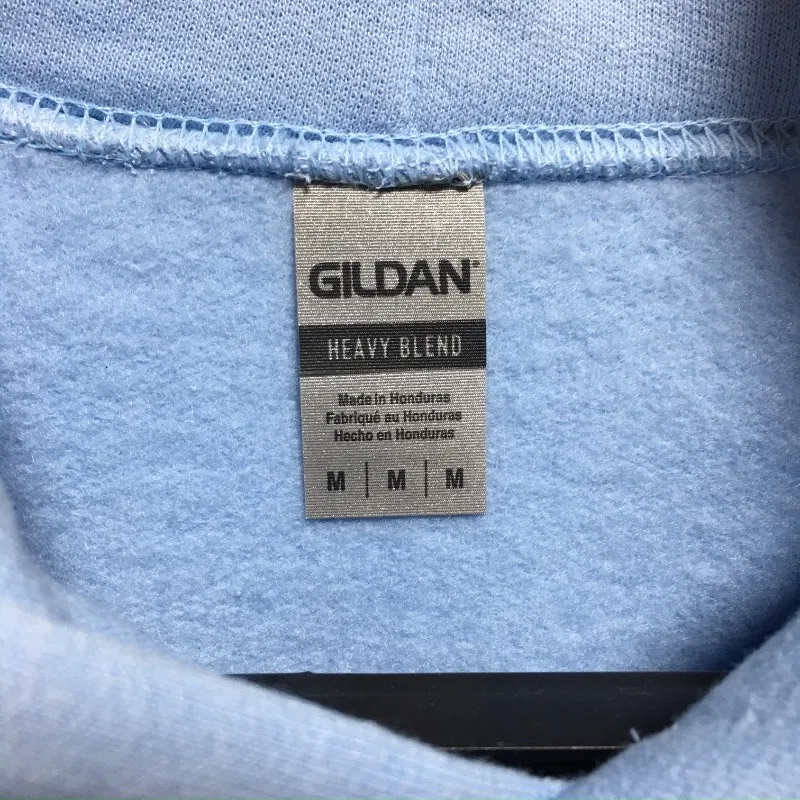 GILDAN
HEAVY BLEND
Made in Honduras
Fabriqué au Honduras
Hecho en Honduras
M | M | M